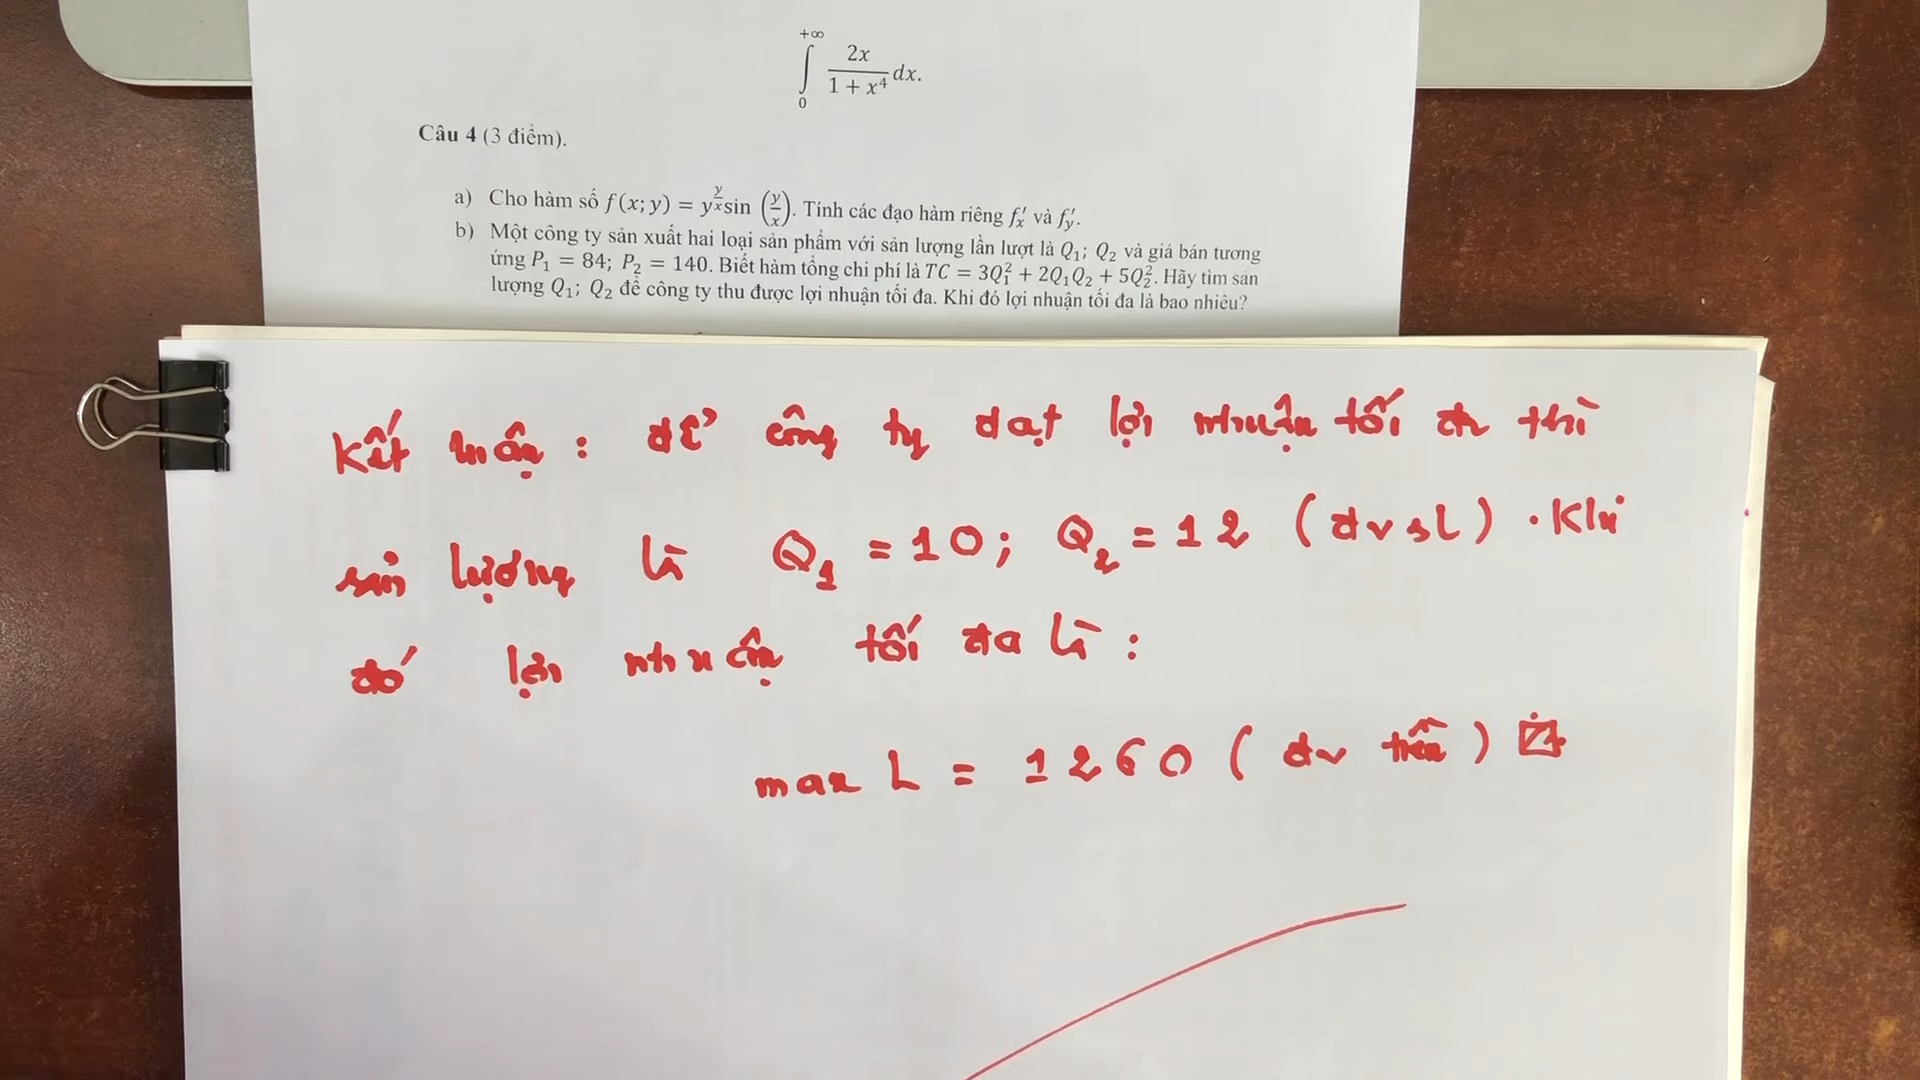 +∞
∫ 2x / (1 + x⁴) dx.
0
Câu 4 (3 điểm).
a) Cho hàm số f(x; y) = y^(y/x) sin (y/x). Tính các đạo hàm riêng f′ₓ và f′ᵧ.
b) Một công ty sản xuất hai loại sản phẩm với sản lượng lần lượt là Q₁; Q₂ và giá bán tương
ứng P₁ = 84; P₂ = 140. Biết hàm tổng chi phí là TC = 3Q₁² + 2Q₁Q₂ + 5Q₂². Hãy tìm sản
lượng Q₁; Q₂ để công ty thu được lợi nhuận tối đa. Khi đó lợi nhuận tối đa là bao nhiêu?
Kết luận : để công ty đạt lợi nhuận tối đa thì
sản lượng là Q₁ = 10; Q₂ = 12 (đvsl). Khi
đó lợi nhuận tối đa là :
max L = 1260 (đv tiền)